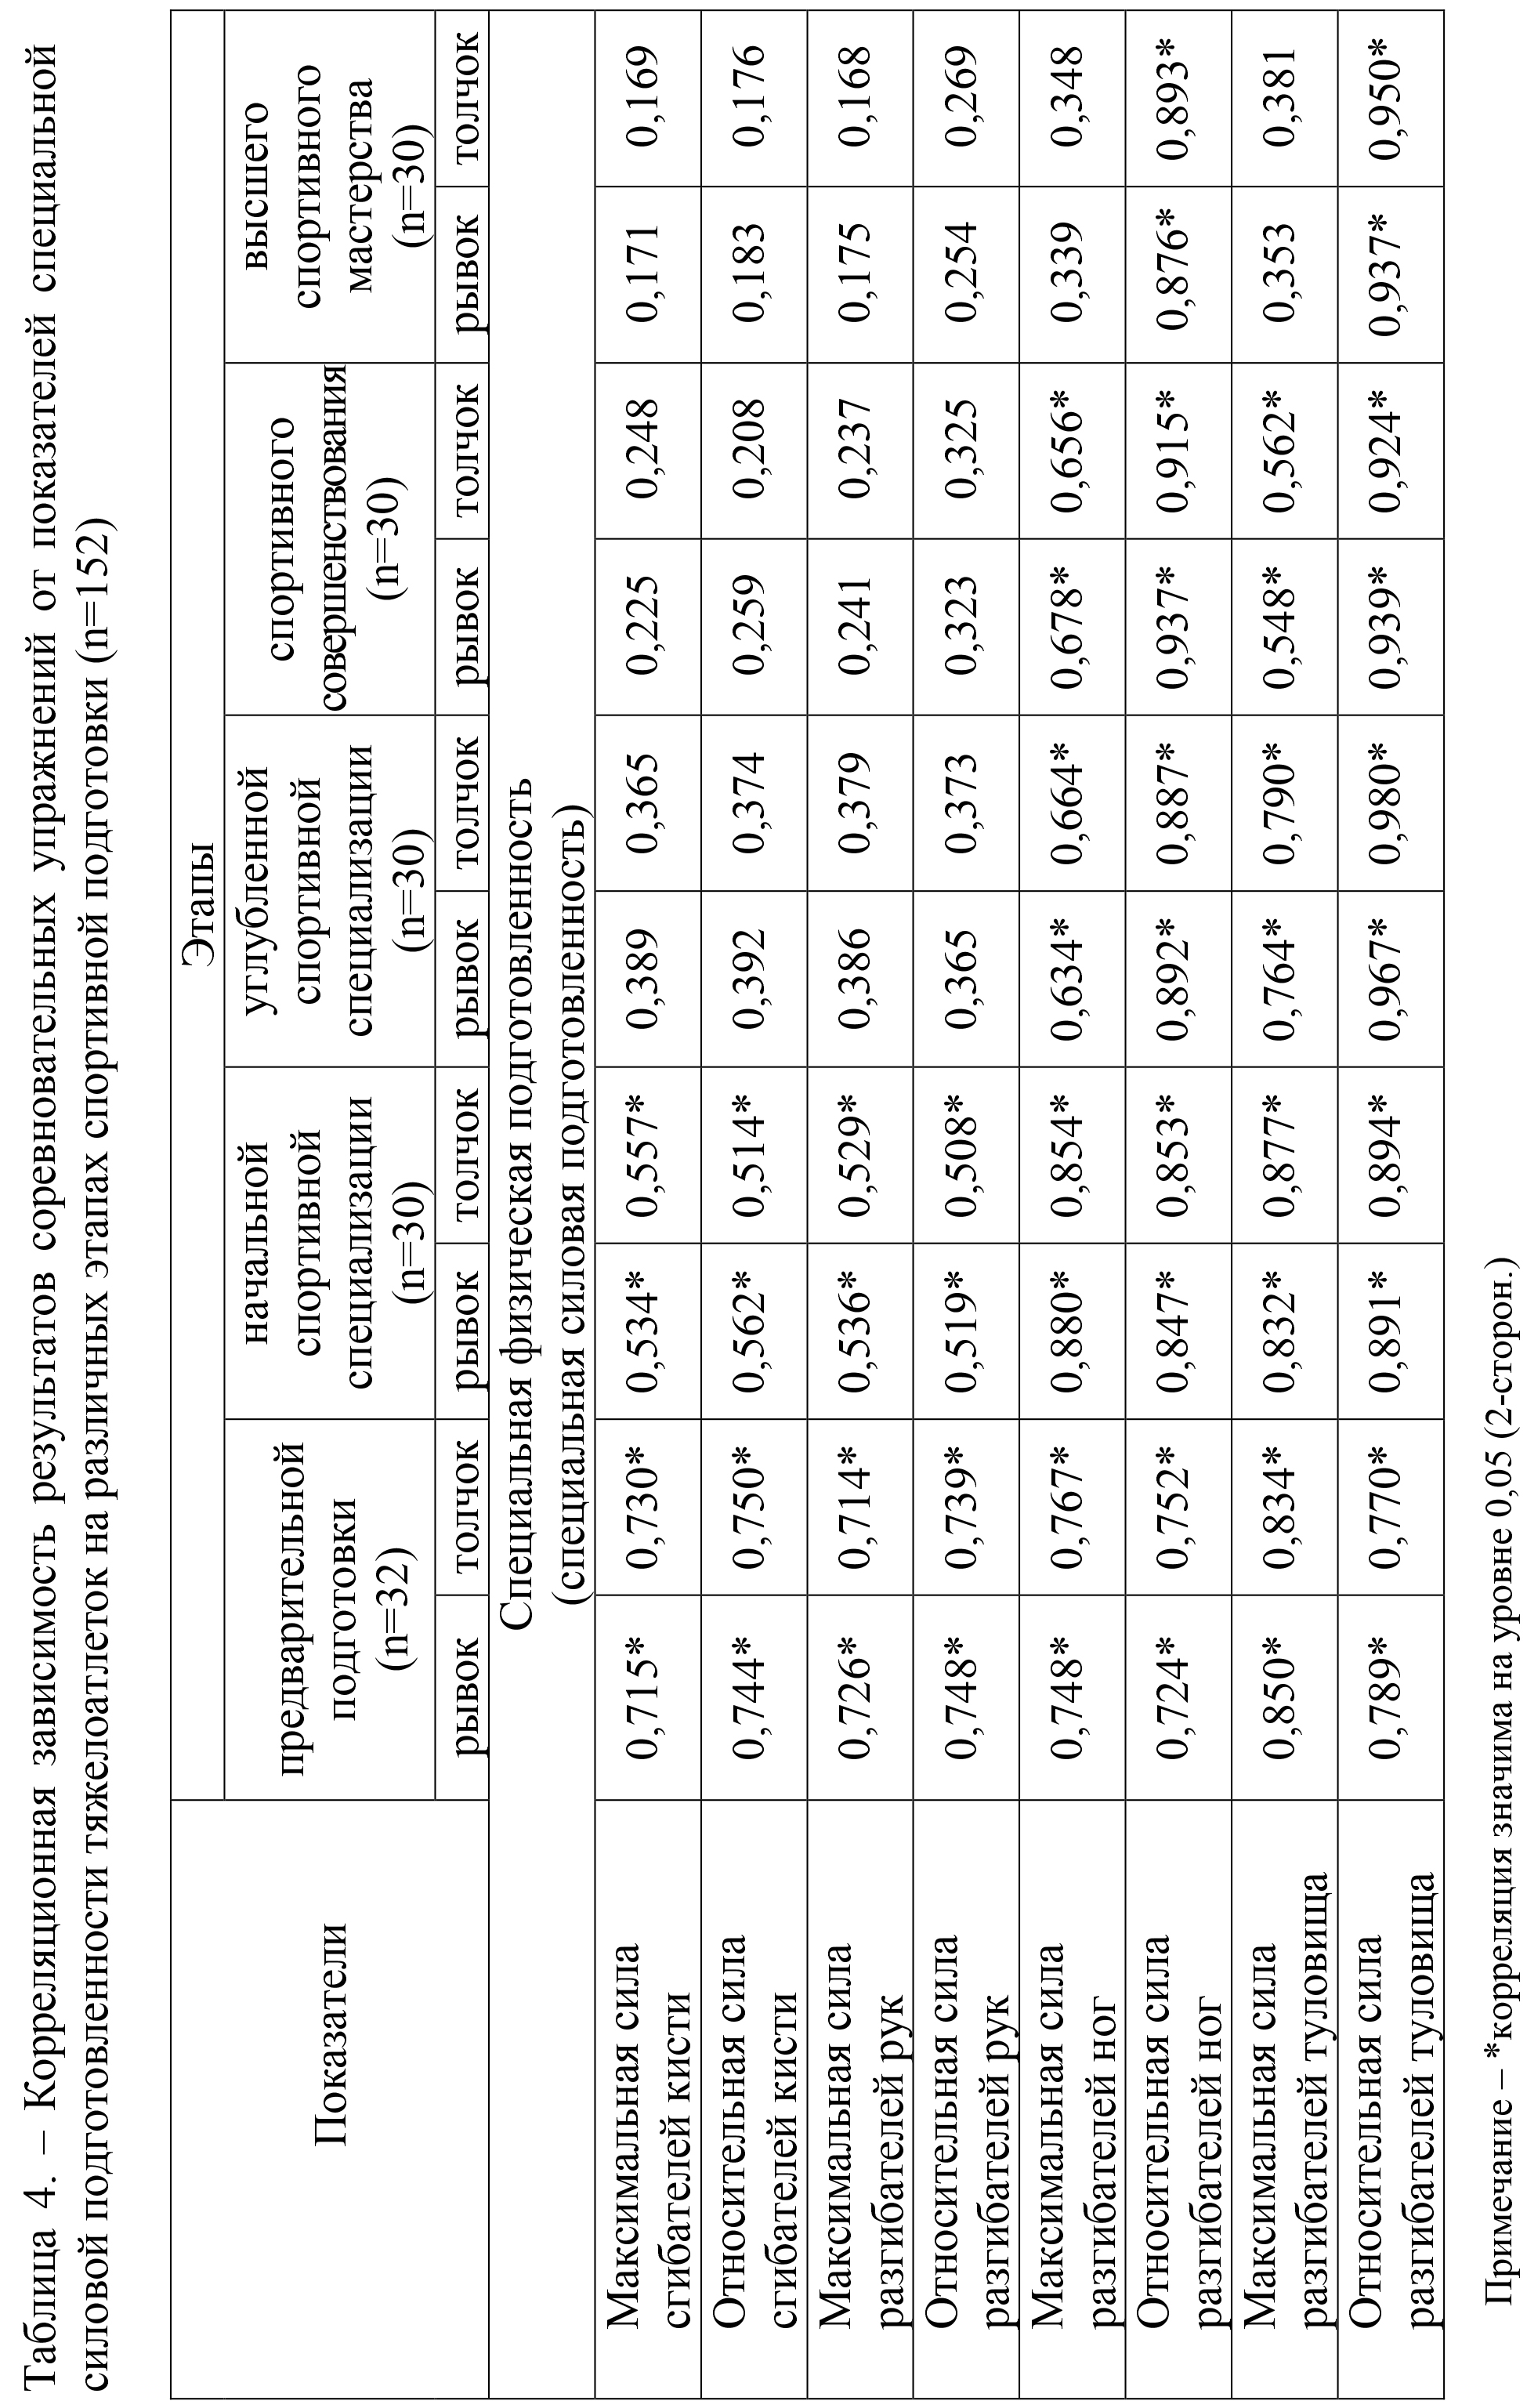 Таблица 4. – Корреляционная зависимость результатов соревновательных упражнений от показателей специальной
силовой подготовленности тяжелоатлеток на различных этапах спортивной подготовки (n=152)
Показатели
Этапы
предварительной
подготовки
(n=32)
начальной
спортивной
специализации
(n=30)
углубленной
спортивной
специализации
(n=30)
спортивного
совершенствования
(n=30)
высшего
спортивного
мастерства
(n=30)
рывок толчок рывок толчок рывок толчок рывок толчок рывок толчок
Специальная физическая подготовленность
(специальная силовая подготовленность)
Максимальная сила
сгибателей кисти
0,715* 0,730* 0,534* 0,557* 0,389 0,365 0,225 0,248 0,171 0,169
Относительная сила
сгибателей кисти
0,744* 0,750* 0,562* 0,514* 0,392 0,374 0,259 0,208 0,183 0,176
Максимальная сила
разгибателей рук
0,726* 0,714* 0,536* 0,529* 0,386 0,379 0,241 0,237 0,175 0,168
Относительная сила
разгибателей рук
0,748* 0,739* 0,519* 0,508* 0,365 0,373 0,323 0,325 0,254 0,269
Максимальная сила
разгибателей ног
0,748* 0,767* 0,880* 0,854* 0,634* 0,664* 0,678* 0,656* 0,339 0,348
Относительная сила
разгибателей ног
0,724* 0,752* 0,847* 0,853* 0,892* 0,887* 0,937* 0,915* 0,876* 0,893*
Максимальная сила
разгибателей туловища
0,850* 0,834* 0,832* 0,877* 0,764* 0,790* 0,548* 0,562* 0,353 0,381
Относительная сила
разгибателей туловища
0,789* 0,770* 0,891* 0,894* 0,967* 0,980* 0,939* 0,924* 0,937* 0,950*
Примечание – *корреляция значима на уровне 0,05 (2-сторон.)